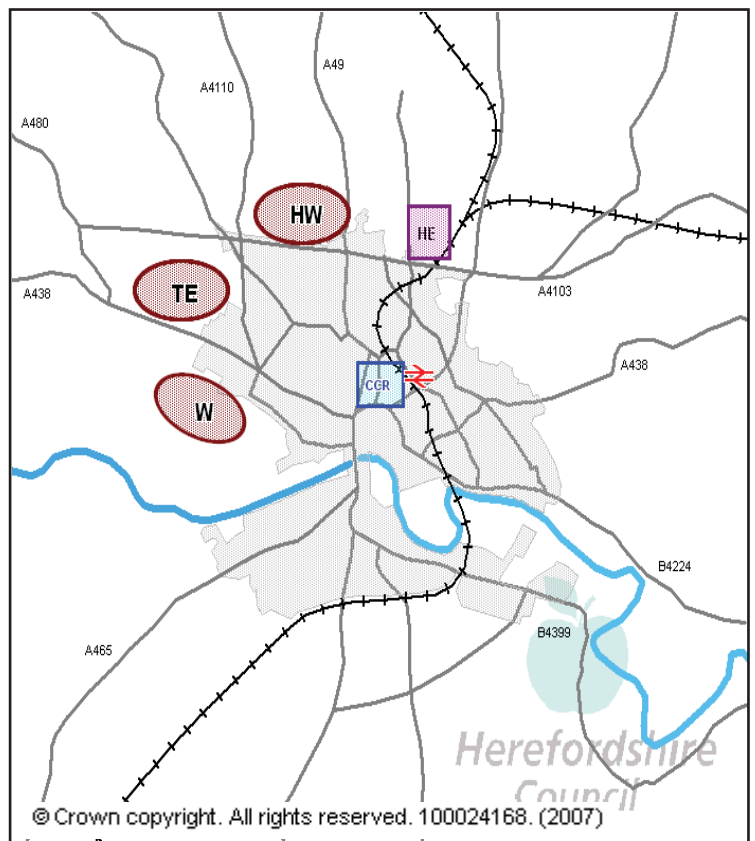 A49
A4110
A480
HW
HE
TE
A438
A4103
A438
CCR
W
B4224
B4399
A465
Herefordshire
Council
© Crown copyright. All rights reserved. 100024168. (2007)